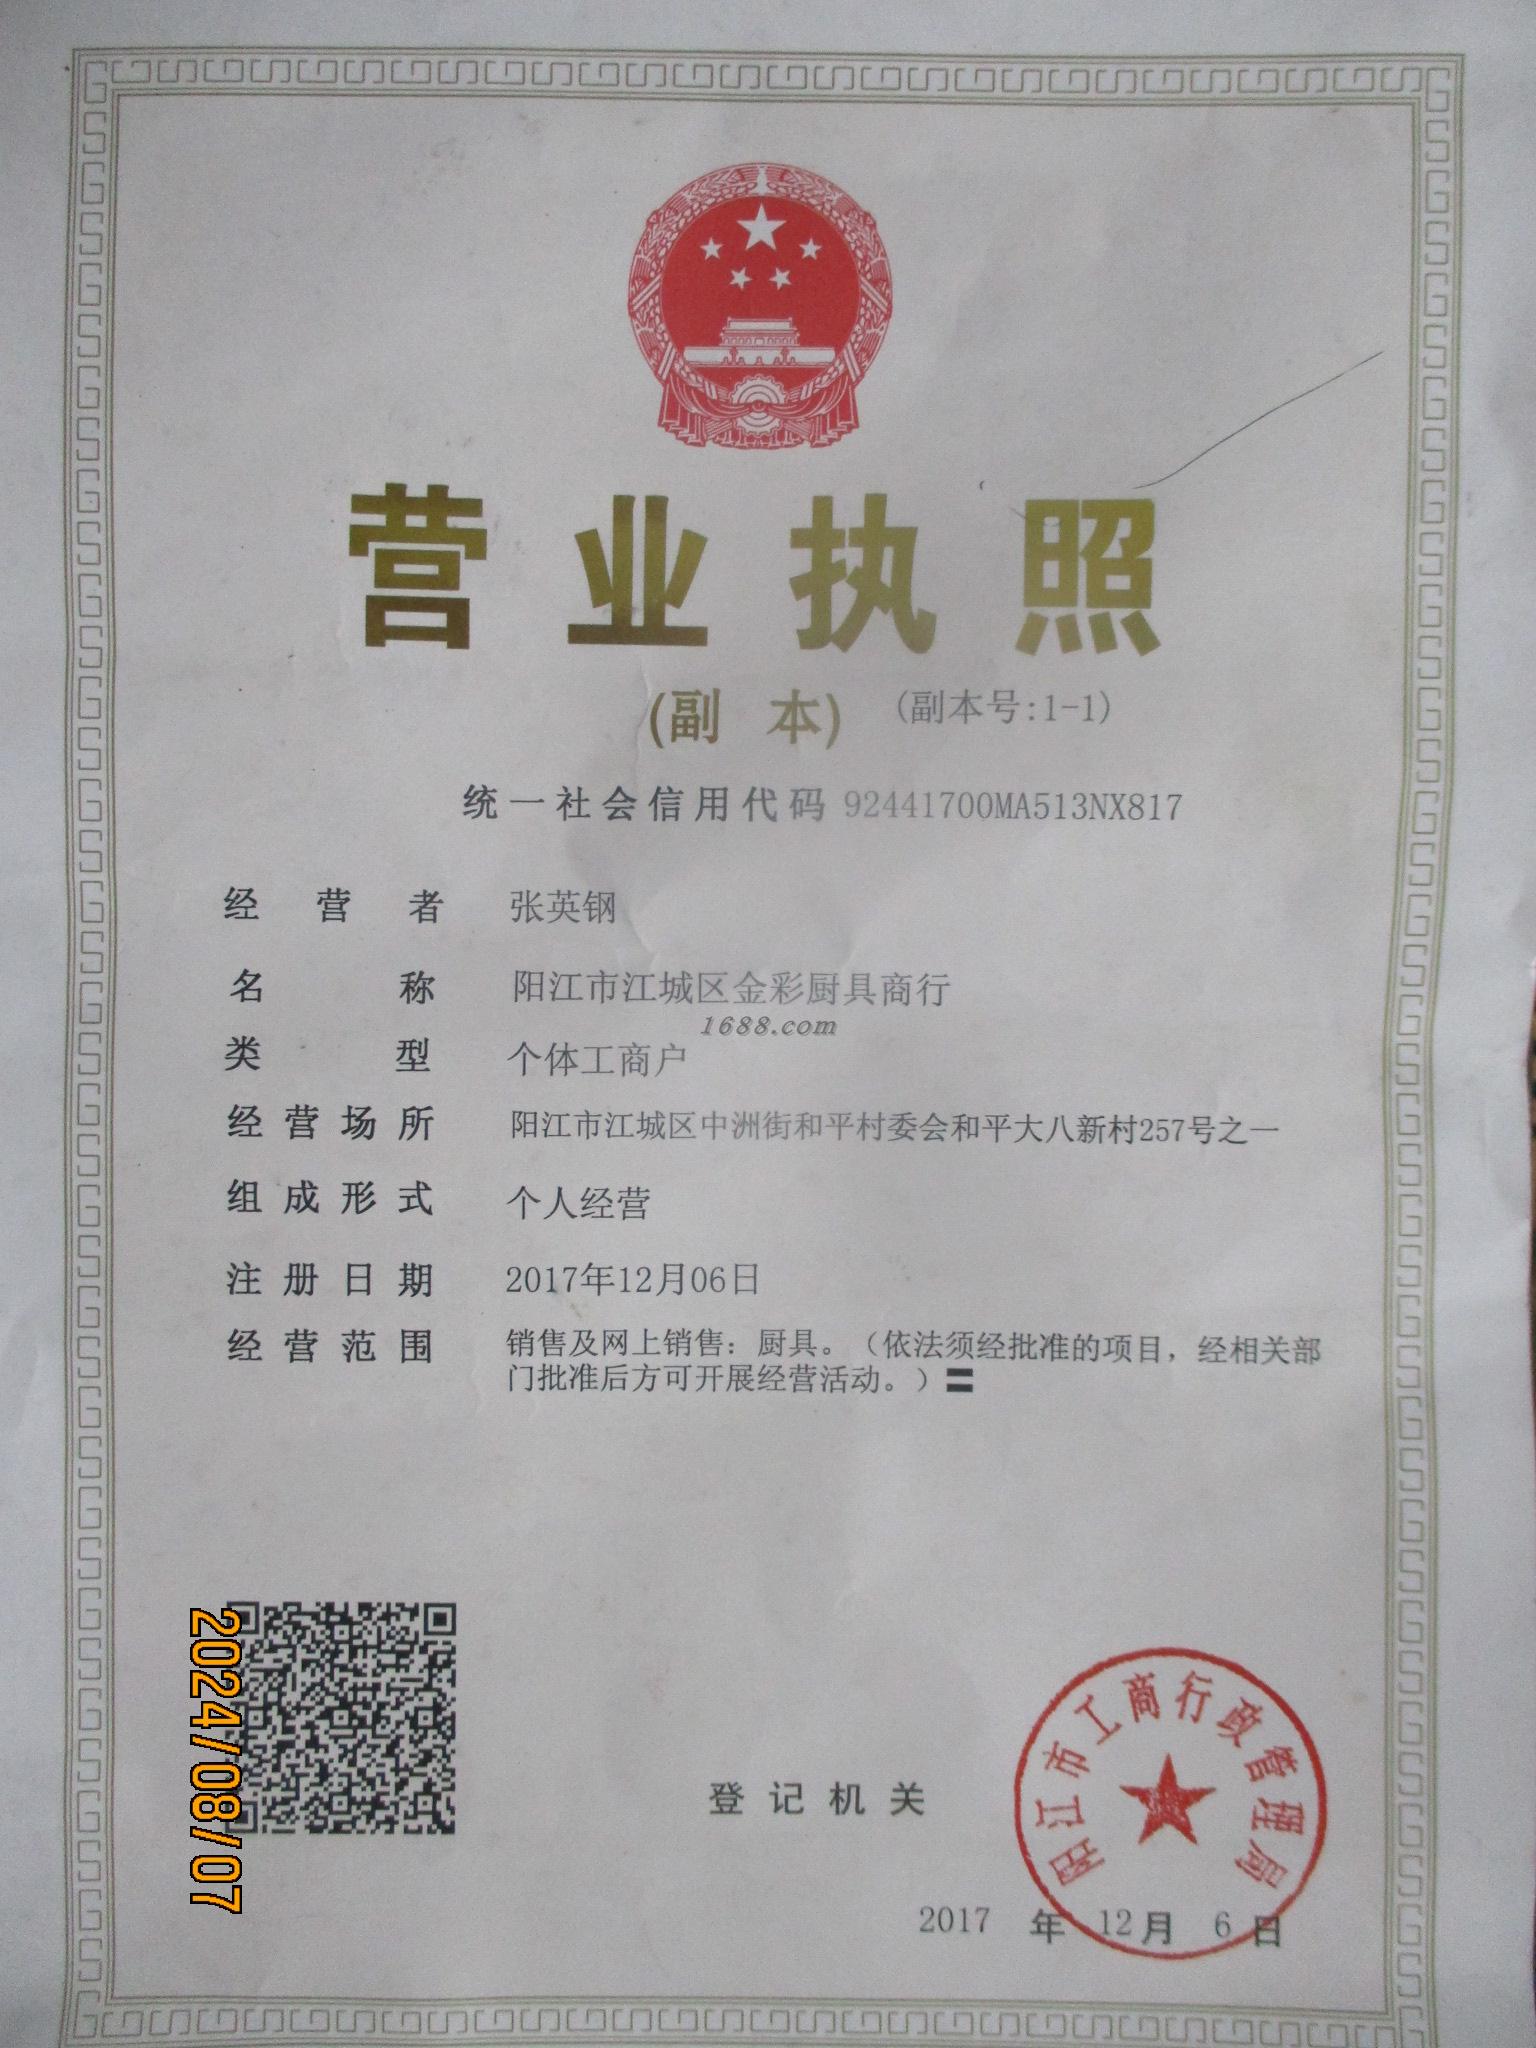 营业执照
(副 本) (副本号:1-1)
统一社会信用代码 92441700MA513NX817
经营者 张英钢
名称 阳江市江城区金彩厨具商行
1688.com
类型 个体工商户
经营场所 阳江市江城区中洲街和平村委会和平大八新村257号之一
组成形式 个人经营
注册日期 2017年12月06日
经营范围 销售及网上销售：厨具。（依法须经批准的项目，经相关部
门批准后方可开展经营活动。）〓
2024/08/07
登记机关
阳江市工商行政管理局
2017 年 12 月 6 日